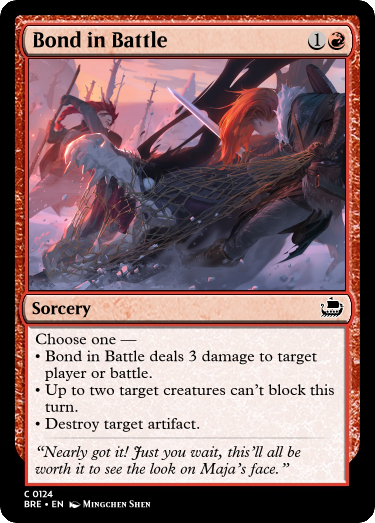 Bond in Battle 1
Sorcery
Choose one —
• Bond in Battle deals 3 damage to target
player or battle.
• Up to two target creatures can't block this
turn.
• Destroy target artifact.
"Nearly got it! Just you wait, this'll all be
worth it to see the look on Maja's face."
C 0124
BRE • EN Mingchen Shen